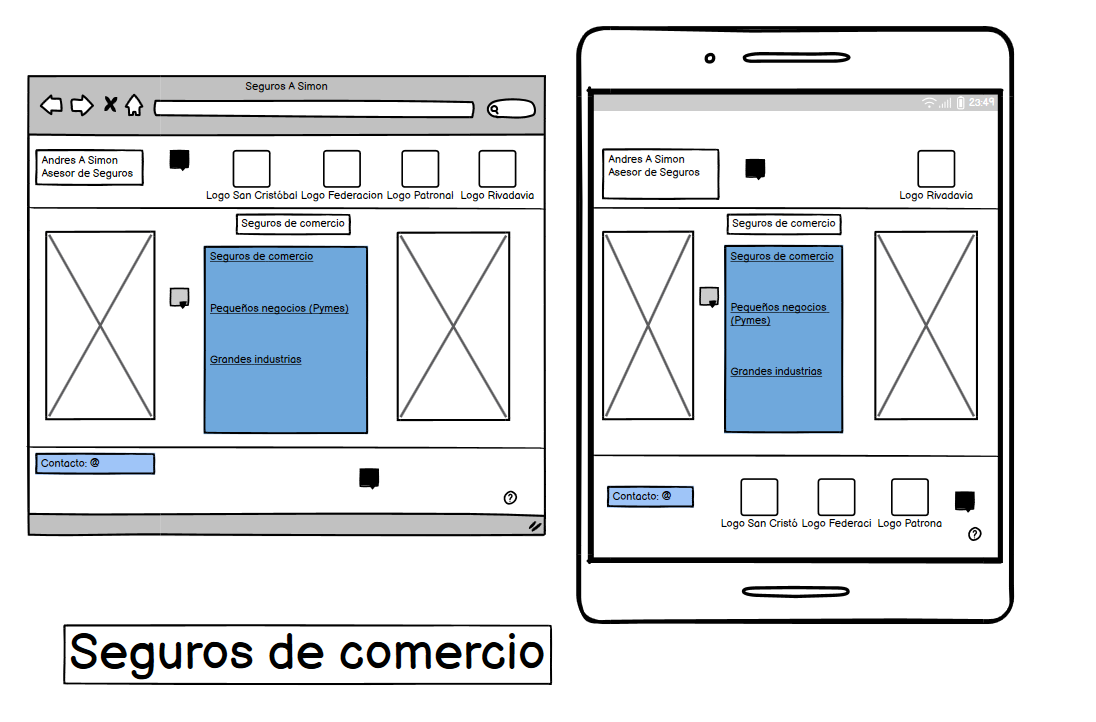 Seguros A Simon
Andres A Simon
Asesor de Seguros
Logo San Cristóbal
Logo Federacion
Logo Patronal
Logo Rivadavia
Seguros de comercio
Seguros de comercio
Pequeños negocios (Pymes)
Grandes industrias
Contacto: @
?
23:49
Andres A Simon
Asesor de Seguros
Logo Rivadavia
Seguros de comercio
Seguros de comercio
Pequeños negocios
(Pymes)
Grandes industrias
Contacto: @
Logo San Cristó
Logo Federaci
Logo Patrona
?
Seguros de comercio